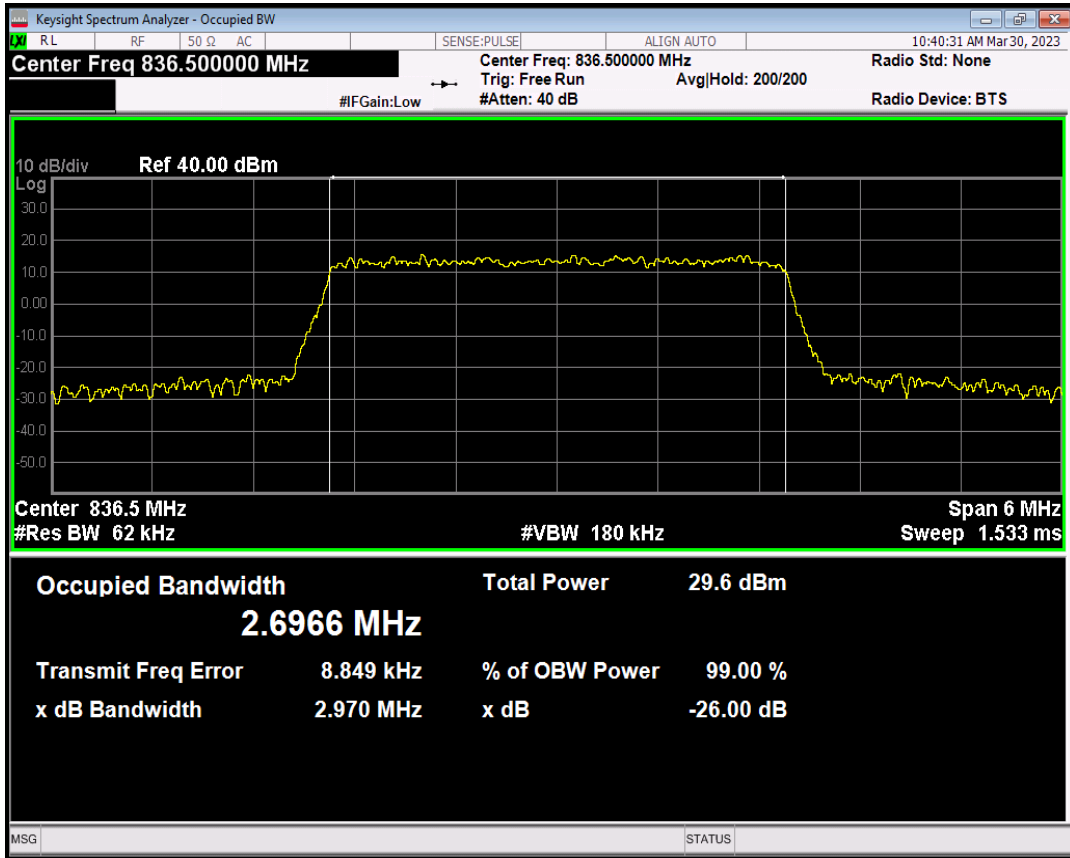 Keysight Spectrum Analyzer - Occupied BW
LXI RL RF 50 Ω AC SENSE:PULSE ALIGN AUTO 10:40:31 AM Mar 30, 2023
Center Freq 836.500000 MHz
Center Freq: 836.500000 MHz Radio Std: None
Trig: Free Run Avg|Hold: 200/200
#IFGain:Low #Atten: 40 dB Radio Device: BTS
10 dB/div Ref 40.00 dBm
Log
30.0
20.0
10.0
0.00
-10.0
-20.0
-30.0
-40.0
-50.0
Center 836.5 MHz Span 6 MHz
#Res BW 62 kHz #VBW 180 kHz Sweep 1.533 ms
Occupied Bandwidth Total Power 29.6 dBm
2.6966 MHz
Transmit Freq Error 8.849 kHz % of OBW Power 99.00 %
x dB Bandwidth 2.970 MHz x dB -26.00 dB
MSG STATUS